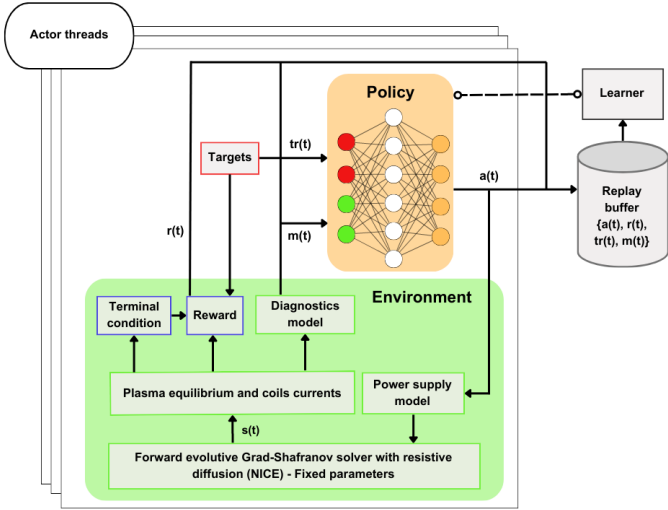 Actor threads
Policy
Learner
Targets
tr(t)
a(t)
Replay
buffer
{a(t), r(t),
tr(t), m(t)}
r(t)
m(t)
Environment
Terminal
condition
Reward
Diagnostics
model
Plasma equilibrium and coils currents
Power supply
model
s(t)
Forward evolutive Grad-Shafranov solver with resistive
diffusion (NICE) - Fixed parameters